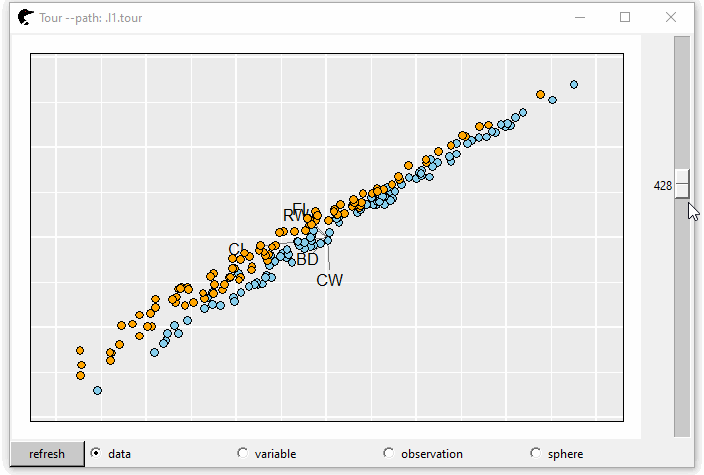 Tour --path: .l1.tour
428
FL
RW
CL
BD
CW
refresh data variable observation sphere